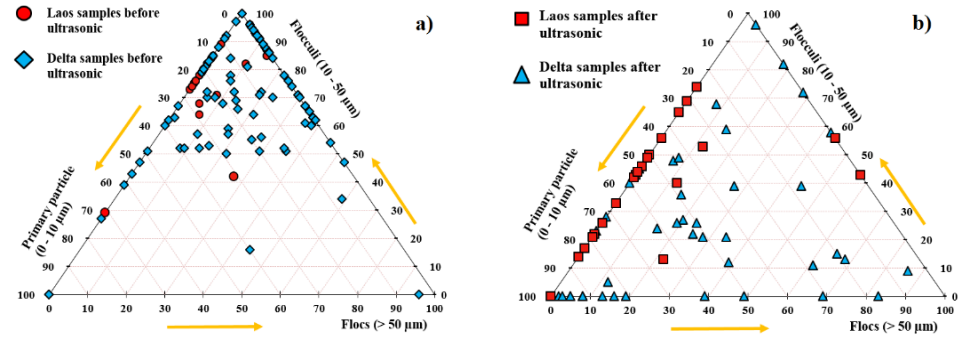 Laos samples before
ultrasonic
Delta samples before
ultrasonic
a)
0
10
20
30
40
50
60
70
80
90
100
Primary particle
(0 - 10 µm)
100
90
80
70
60
50
40
30
20
10
0
Flocculi (10 - 50 µm)
0 10 20 30 40 50 60 70 80 90 100
Flocs (> 50 µm)
Laos samples after
ultrasonic
Delta samples after
ultrasonic
b)
0
10
20
30
40
50
60
70
80
90
100
Primary particle
(0 - 10 µm)
100
90
80
70
60
50
40
30
20
10
0
Flocculi (10 - 50 µm)
0 10 20 30 40 50 60 70 80 90 100
Flocs (> 50 µm)